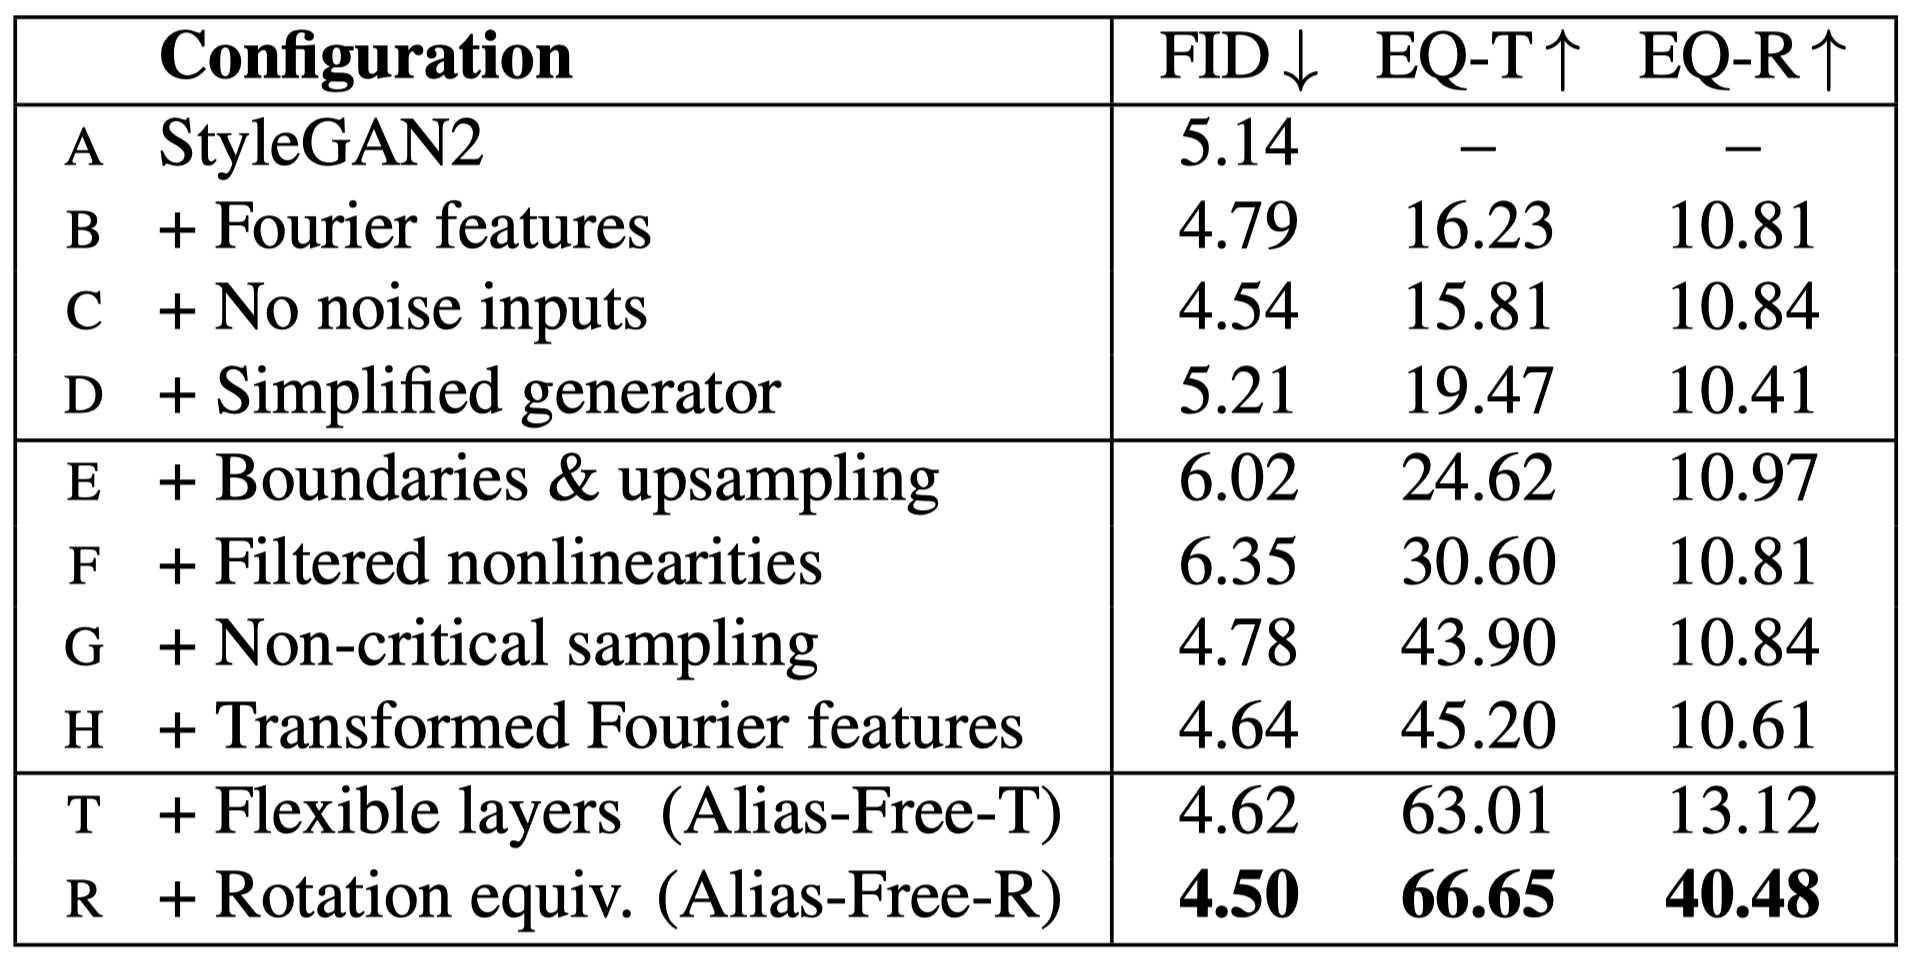 Configuration FID ↓ EQ-T ↑ EQ-R ↑
A StyleGAN2 5.14 – –
B + Fourier features 4.79 16.23 10.81
C + No noise inputs 4.54 15.81 10.84
D + Simplified generator 5.21 19.47 10.41
E + Boundaries & upsampling 6.02 24.62 10.97
F + Filtered nonlinearities 6.35 30.60 10.81
G + Non-critical sampling 4.78 43.90 10.84
H + Transformed Fourier features 4.64 45.20 10.61
T + Flexible layers (Alias-Free-T) 4.62 63.01 13.12
R + Rotation equiv. (Alias-Free-R) 4.50 66.65 40.48